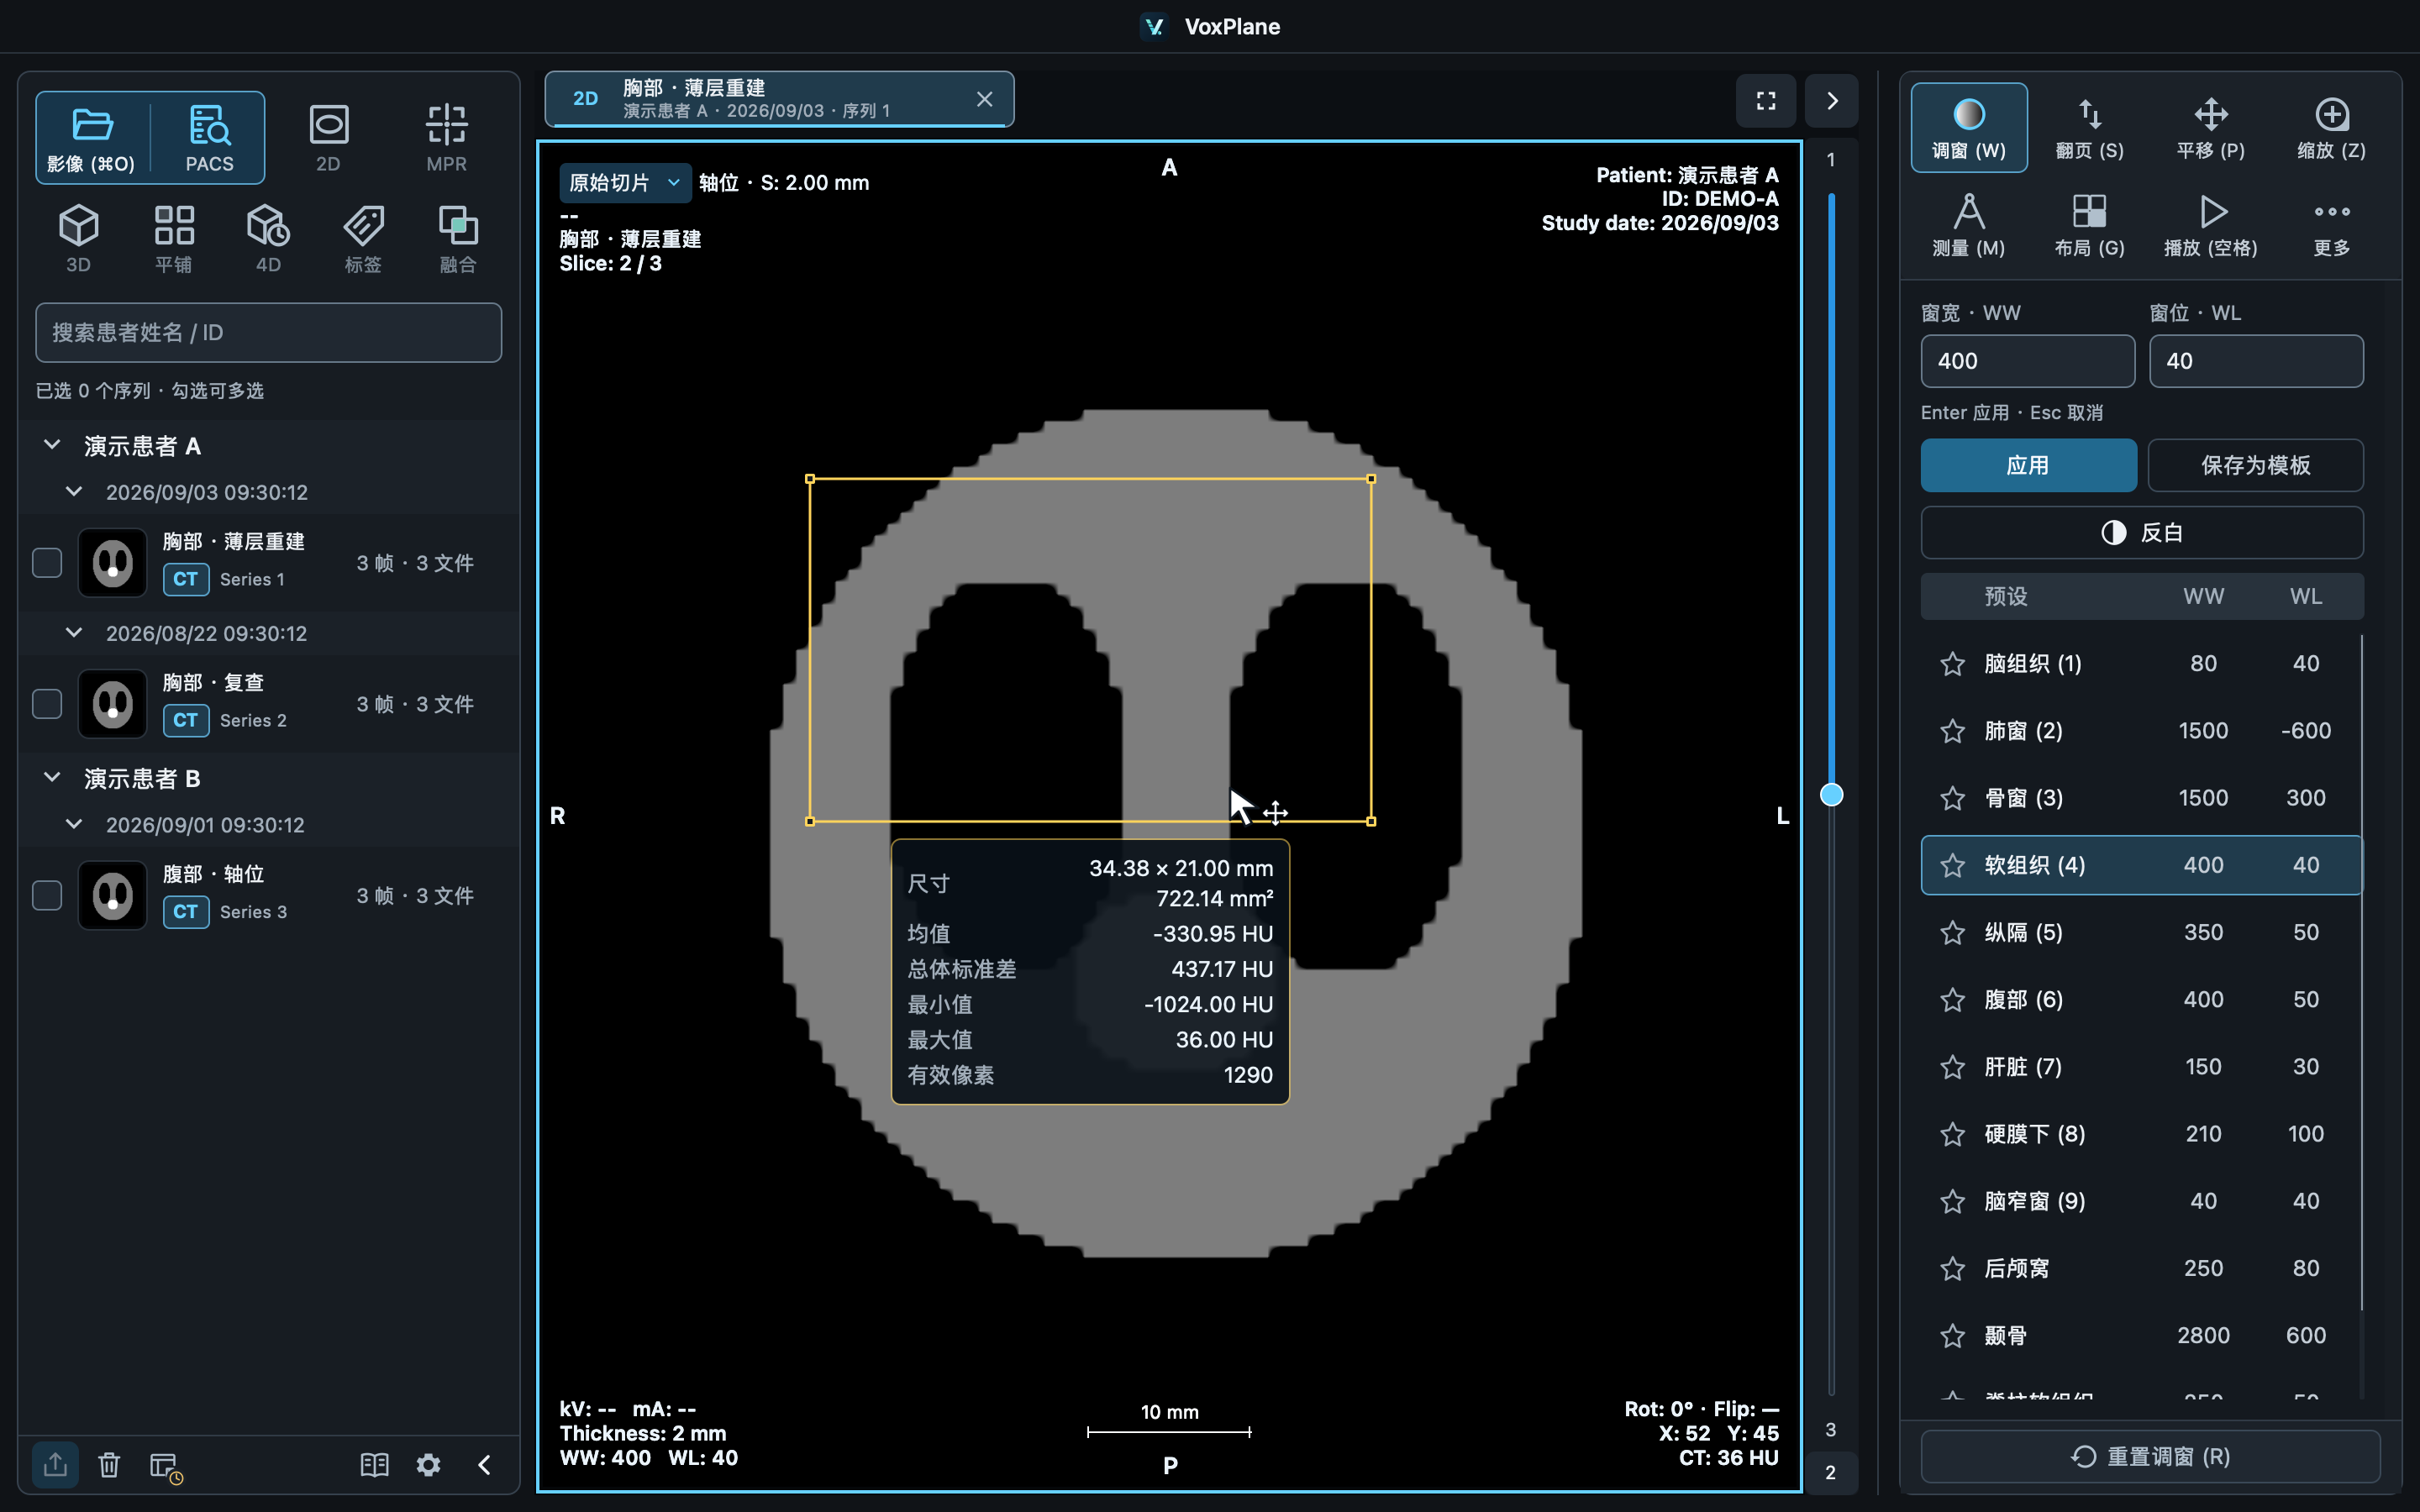 VoxPlane
影像 (⌘O)
PACS
2D
MPR
3D
平铺
4D
标签
融合
搜索患者姓名 / ID
已选 0 个序列 · 勾选可多选
演示患者 A
2026/09/03 09:30:12
胸部 · 薄层重建
CT Series 1
3 帧 · 3 文件
2026/08/22 09:30:12
胸部 · 复查
CT Series 2
3 帧 · 3 文件
演示患者 B
2026/09/01 09:30:12
腹部 · 轴位
CT Series 3
3 帧 · 3 文件
2D
胸部 · 薄层重建
演示患者 A · 2026/09/03 · 序列 1
原始切片
轴位 · S: 2.00 mm
--
胸部 · 薄层重建
Slice: 2 / 3
A
Patient: 演示患者 A
ID: DEMO-A
Study date: 2026/09/03
R
L
尺寸 34.38 × 21.00 mm
722.14 mm²
均值 -330.95 HU
总体标准差 437.17 HU
最小值 -1024.00 HU
最大值 36.00 HU
有效像素 1290
kV: -- mA: --
Thickness: 2 mm
WW: 400 WL: 40
10 mm
P
Rot: 0° · Flip: —
X: 52 Y: 45
CT: 36 HU
1
3
2
调窗 (W)
翻页 (S)
平移 (P)
缩放 (Z)
测量 (M)
布局 (G)
播放 (空格)
更多
窗宽 · WW
窗位 · WL
400
40
Enter 应用 · Esc 取消
应用
保存为模板
反白
预设 WW WL
脑组织 (1) 80 40
肺窗 (2) 1500 -600
骨窗 (3) 1500 300
软组织 (4) 400 40
纵隔 (5) 350 50
腹部 (6) 400 50
肝脏 (7) 150 30
硬膜下 (8) 210 100
脑窄窗 (9) 40 40
后颅窝 250 80
颞骨 2800 600
重置调窗 (R)